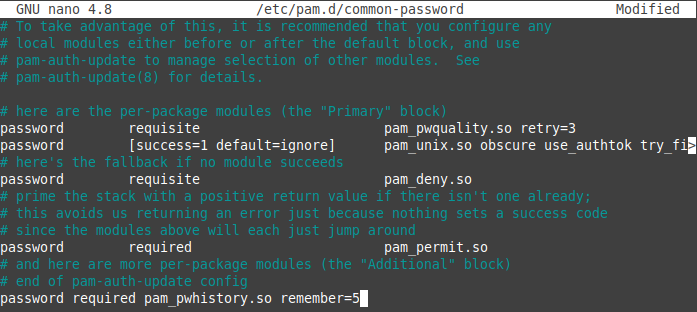 GNU nano 4.8 /etc/pam.d/common-password Modified
# To take advantage of this, it is recommended that you configure any
# local modules either before or after the default block, and use
# pam-auth-update to manage selection of other modules.  See
# pam-auth-update(8) for details.
# here are the per-package modules (the "Primary" block)
password        requisite                       pam_pwquality.so retry=3
password        [success=1 default=ignore]      pam_unix.so obscure use_authtok try_fi>
# here's the fallback if no module succeeds
password        requisite                       pam_deny.so
# prime the stack with a positive return value if there isn't one already;
# this avoids us returning an error just because nothing sets a success code
# since the modules above will each just jump around
password        required                        pam_permit.so
# and here are more per-package modules (the "Additional" block)
# end of pam-auth-update config
password required pam_pwhistory.so remember=5